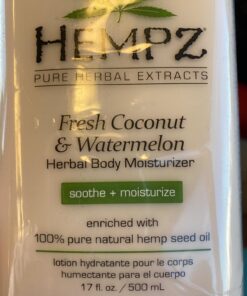 HEMPZ
PURE HERBAL EXTRACTS
Fresh Coconut
& Watermelon
Herbal Body Moisturizer
soothe + moisturize
enriched with
100% pure natural hemp seed oil
lotion hydratante pour le corps
humectante para el cuerpo
17 fl. oz / 500 mL